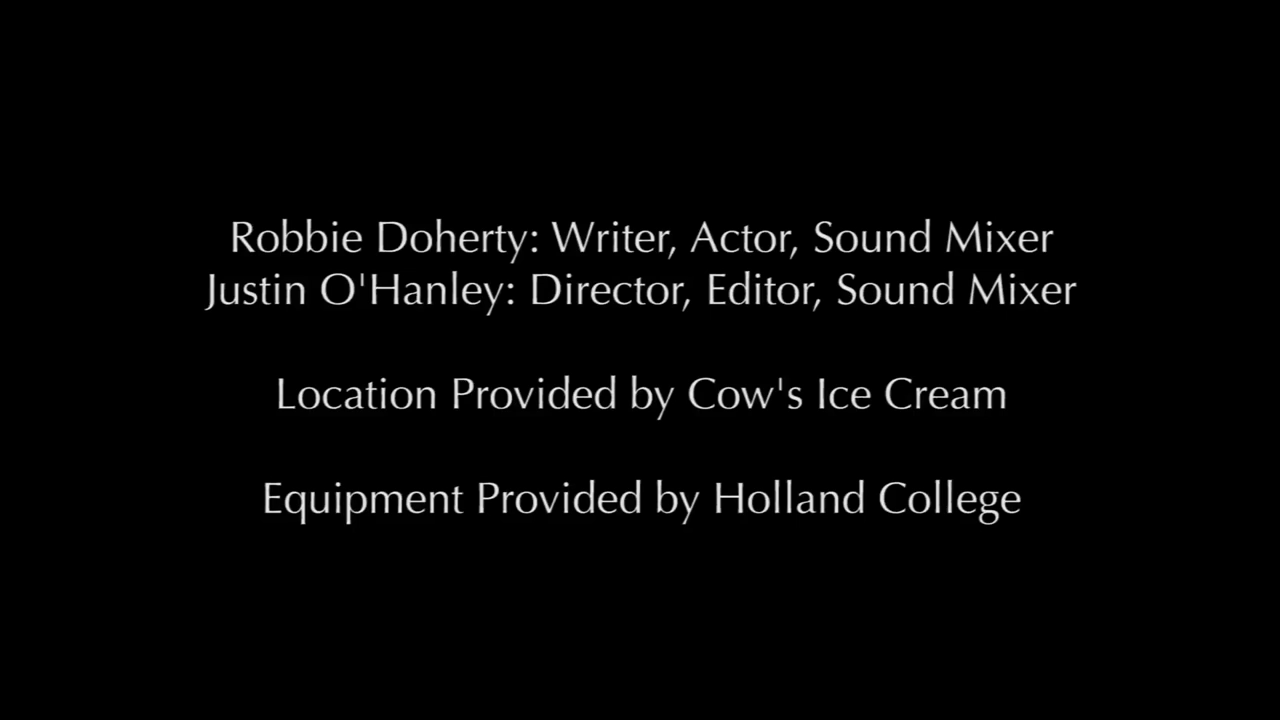 Robbie Doherty: Writer, Actor, Sound Mixer
Justin O'Hanley: Director, Editor, Sound Mixer
Location Provided by Cow's Ice Cream
Equipment Provided by Holland College